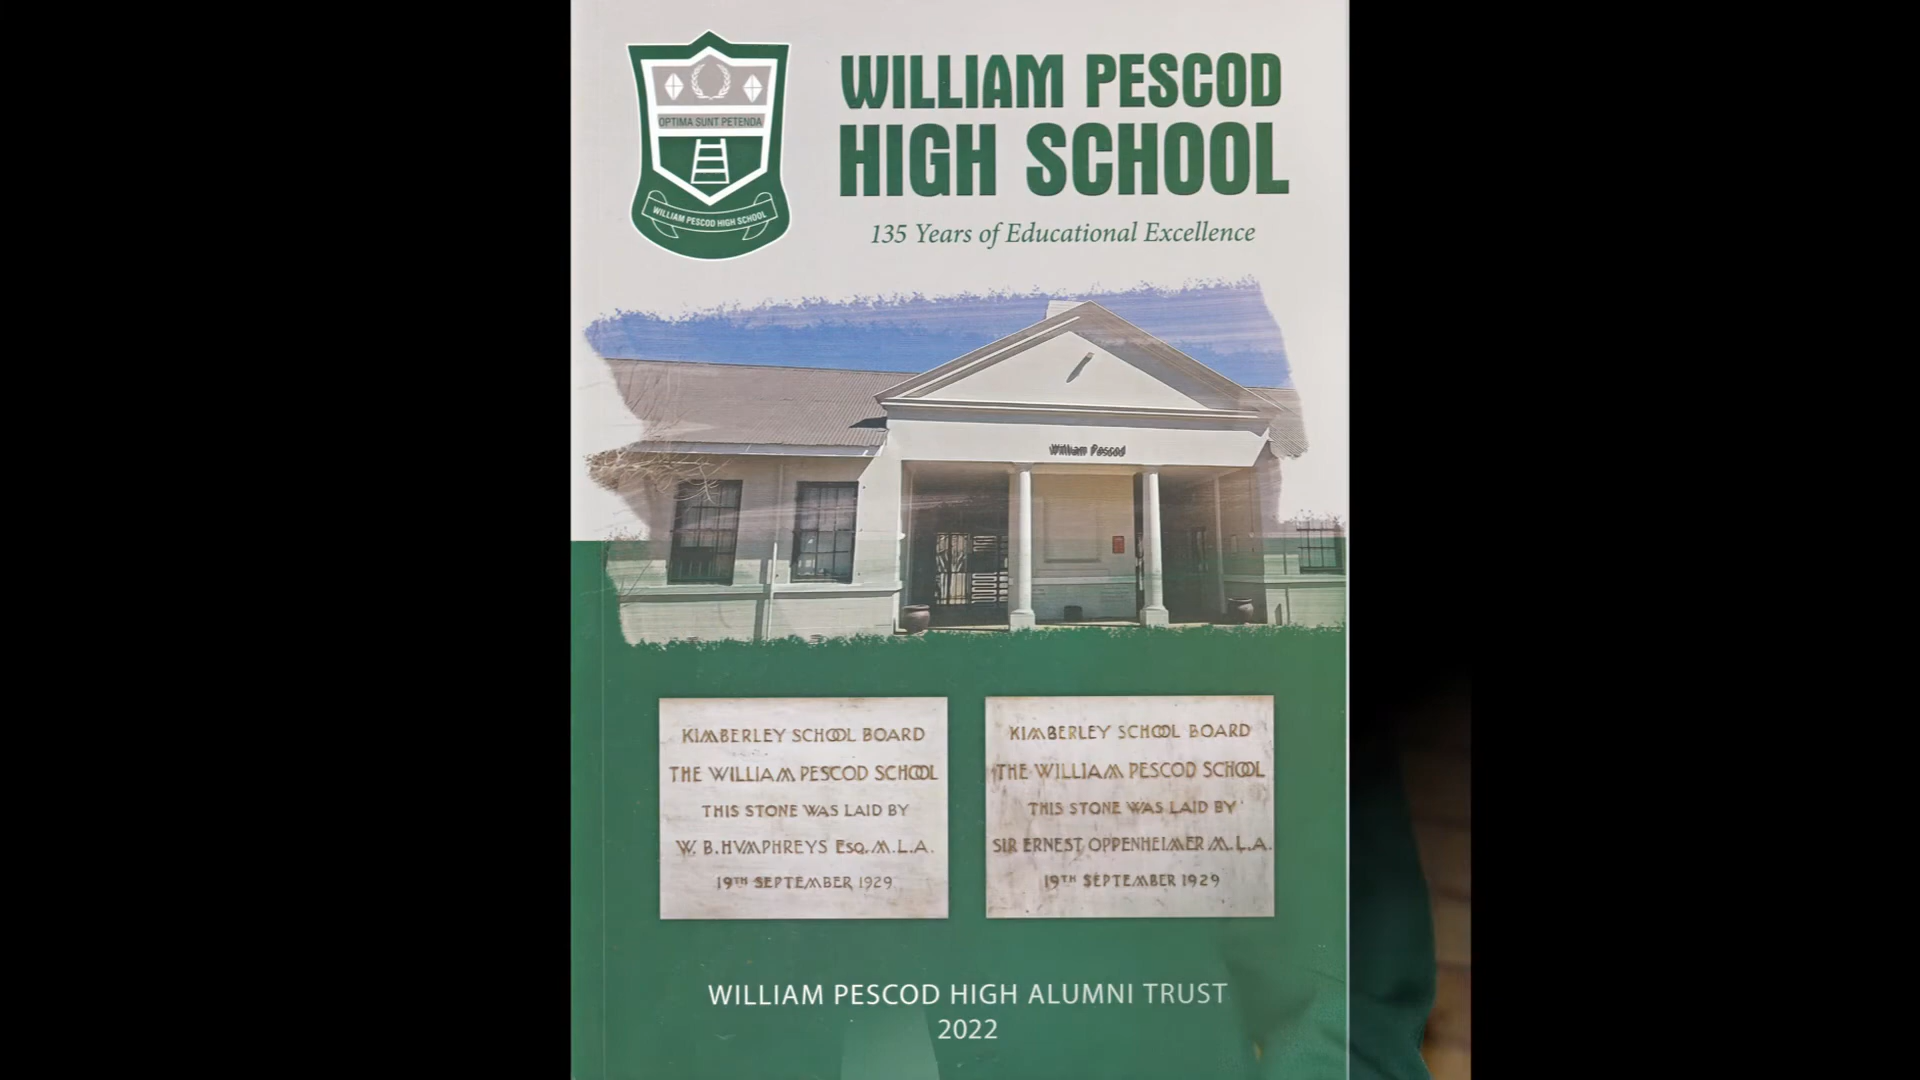 OPTIMA SUNT PETENDA
WILLIAM PESCOD HIGH SCHOOL
WILLIAM PESCOD
HIGH SCHOOL
135 Years of Educational Excellence
William Pescod
KIMBERLEY SCHOOL BOARD
THE WILLIAM PESCOD SCHOOL
THIS STONE WAS LAID BY
W. B. HVMPHREYS Esq. M.L.A.
19TH SEPTEMBER 1929
KIMBERLEY SCHOOL BOARD
THE WILLIAM PESCOD SCHOOL
THIS STONE WAS LAID BY
SIR ERNEST OPPENHEIMER M.L.A.
19TH SEPTEMBER 1929
WILLIAM PESCOD HIGH ALUMNI TRUST
2022